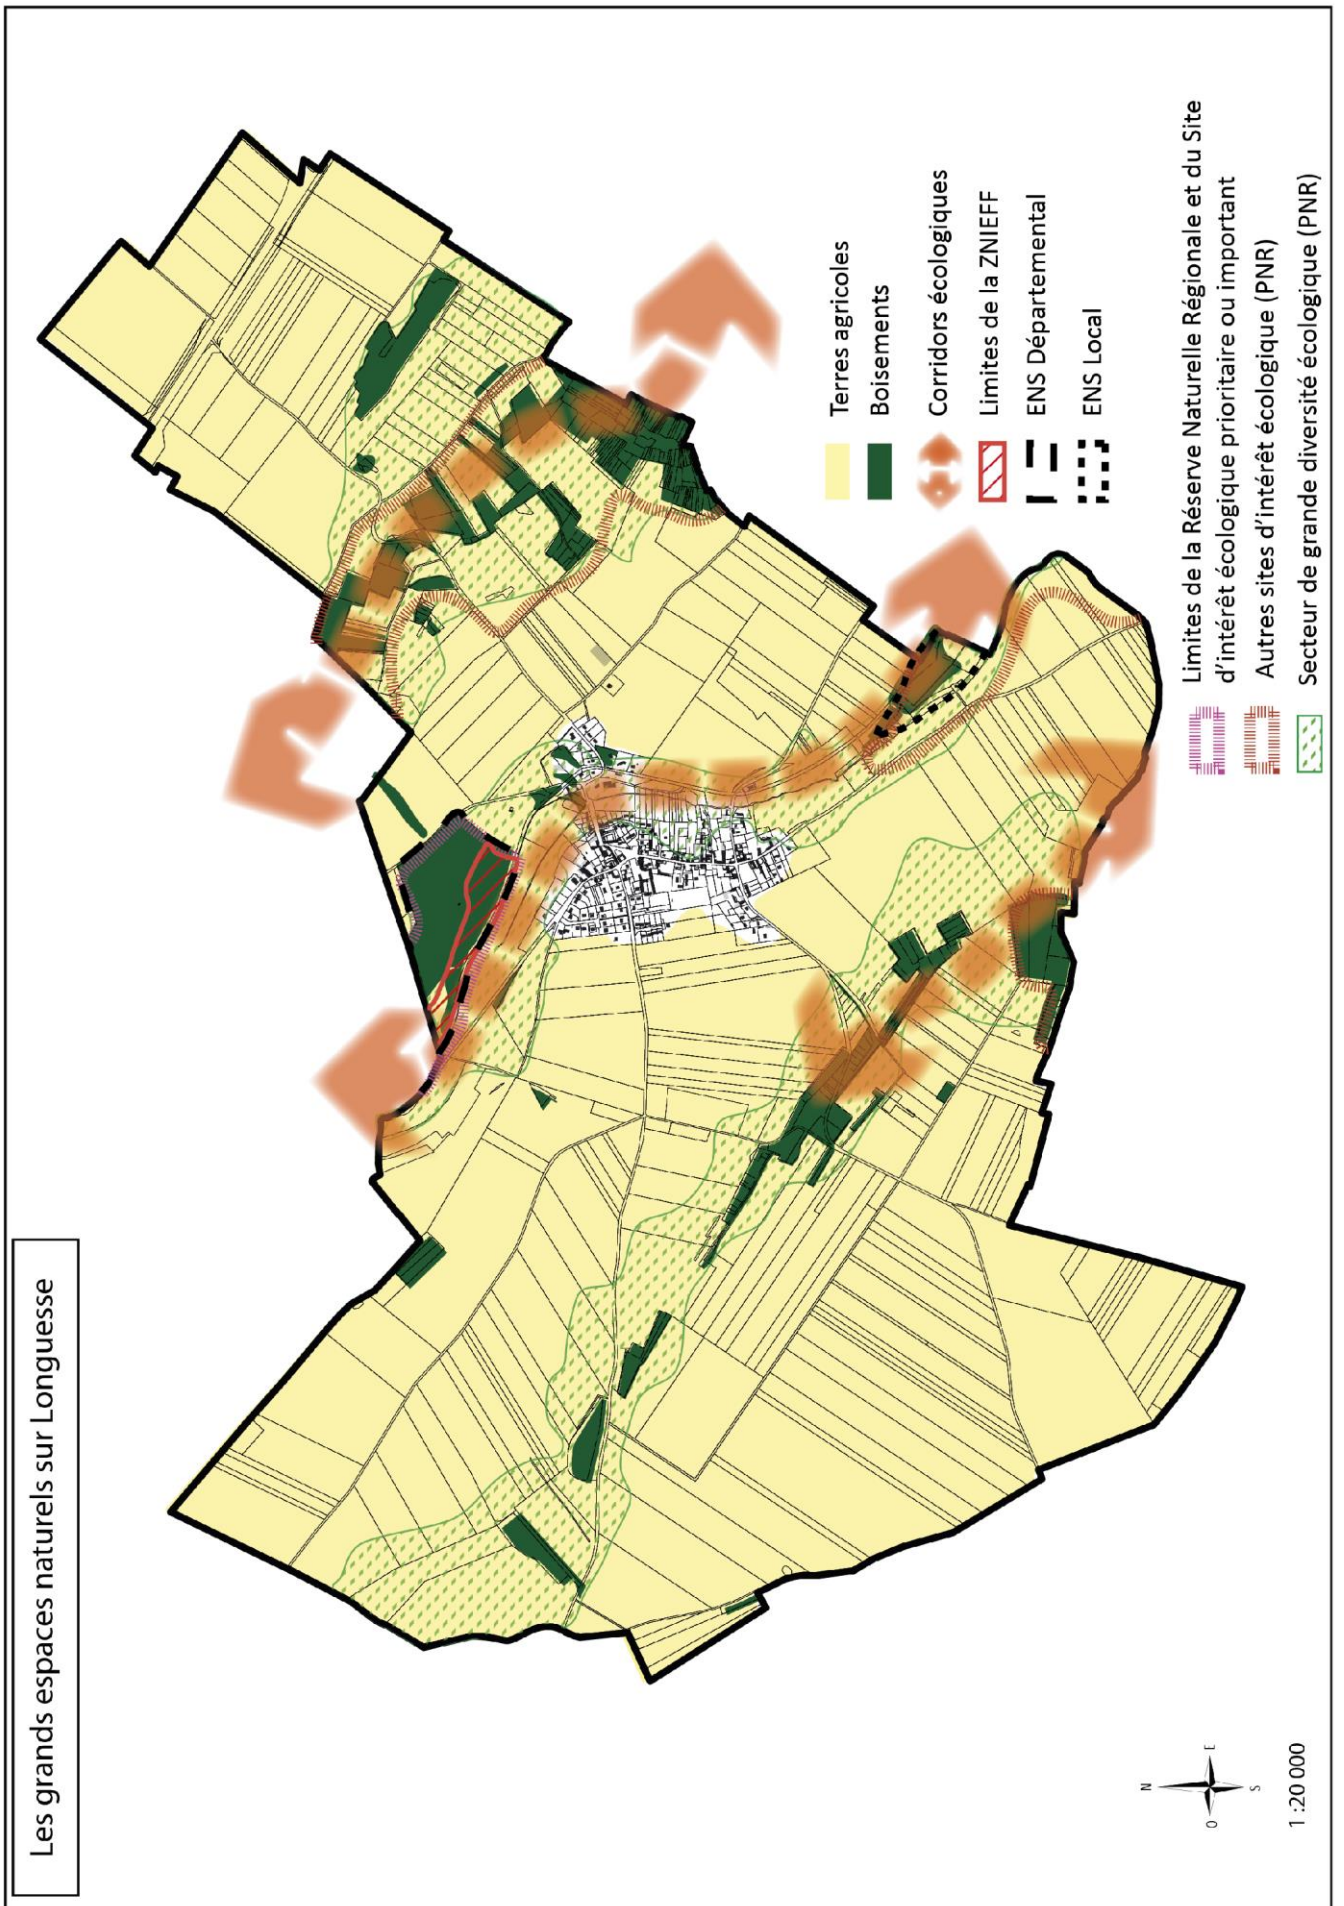 Les grands espaces naturels sur Longuesse
Terres agricoles
Boisements
Corridors écologiques
Limites de la ZNIEFF
ENS Départemental
ENS Local
Limites de la Réserve Naturelle Régionale et du Site
d'intérêt écologique prioritaire ou important
Autres sites d'intérêt écologique (PNR)
Secteur de grande diversité écologique (PNR)
N
O
E
S
1 :20 000